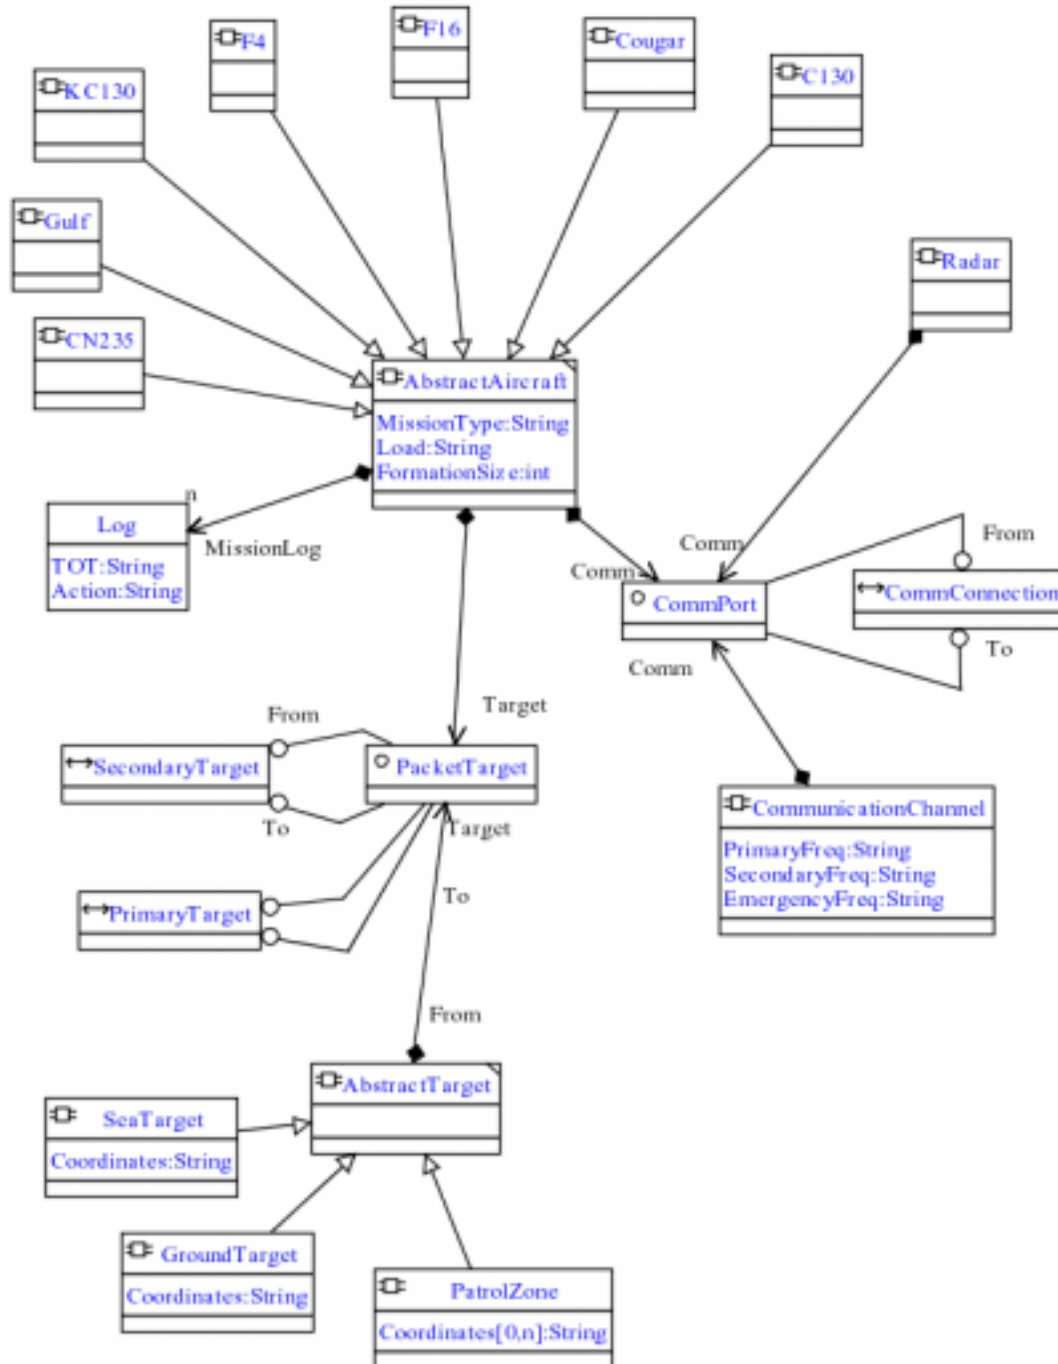 F4
F16
Cougar
KC130
C130
Gulf
Radar
CN235
AbstractAircraft
MissionType:String
Load:String
FormationSize:int
n
Log
MissionLog
TOT:String
Action:String
Comm
Comm
From
CommPort
CommConnection
Comm
To
Target
From
SecondaryTarget
PacketTarget
To
Target
CommunicationChannel
PrimaryFreq:String
SecondaryFreq:String
EmergencyFreq:String
To
PrimaryTarget
From
AbstractTarget
SeaTarget
Coordinates:String
GroundTarget
Coordinates:String
PatrolZone
Coordinates[0,n]:String